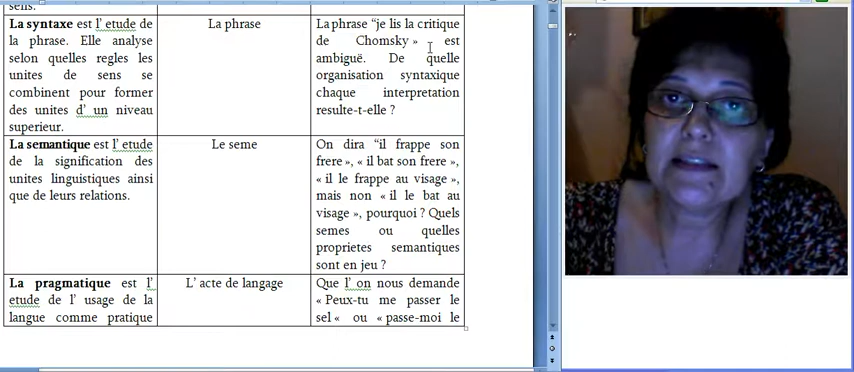 sens.
La syntaxe est l' etude de
la phrase. Elle analyse
selon quelles regles les
unites de sens se
combinent pour former
des unites d' un niveau
superieur.
La phrase
La phrase "je lis la critique
de Chomsky » est
ambiguë. De quelle
organisation syntaxique
chaque interpretation
resulte-t-elle ?
La semantique est l' etude
de la signification des
unites linguistiques ainsi
que de leurs relations.
Le seme
On dira "il frappe son
frere », « il bat son frere »,
« il le frappe au visage »,
mais non « il le bat au
visage », pourquoi ? Quels
semes ou quelles
proprietes semantiques
sont en jeu ?
La pragmatique est l'
etude de l' usage de la
langue comme pratique
L' acte de langage
Que l' on nous demande
« Peux-tu me passer le
sel « ou « passe-moi le